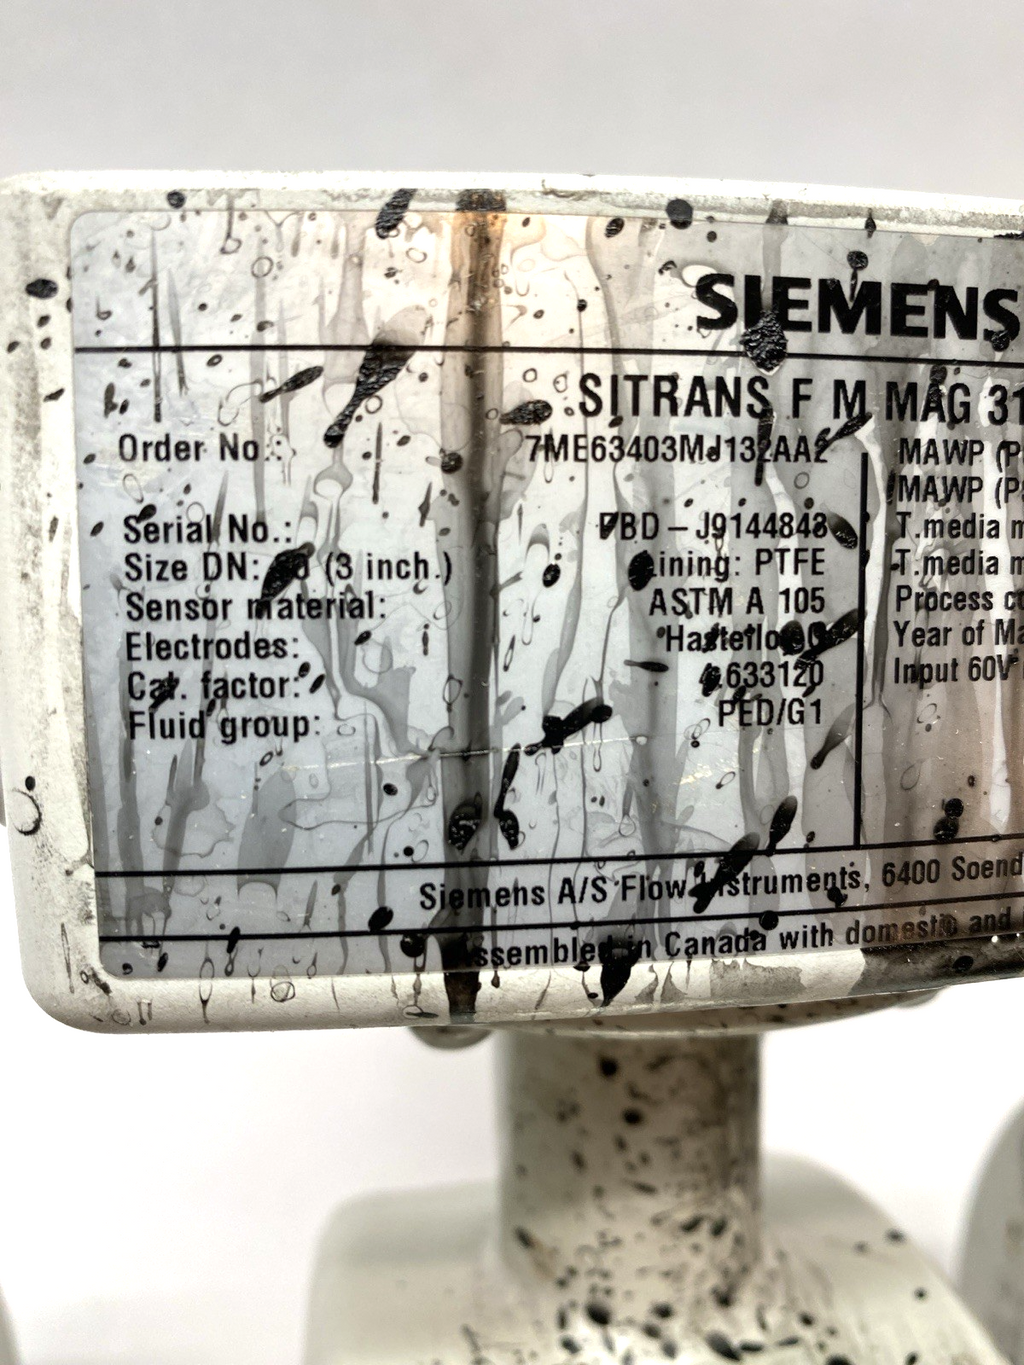 SIEMENS
SITRANS F M MAG 31
Order No.: 7ME63403MJ132AA2
MAWP
MAWP
Serial No.: FBD - J9144848
T.media
Size DN: (3 inch.) Lining: PTFE
T.media
Sensor material: ASTM A 105
Process
Electrodes:
Year of
Cal. factor: 4.633120
Input 60V
Fluid group: PED/G1
Siemens A/S Flow Instruments, 6400
Assembled in Canada with domestic and